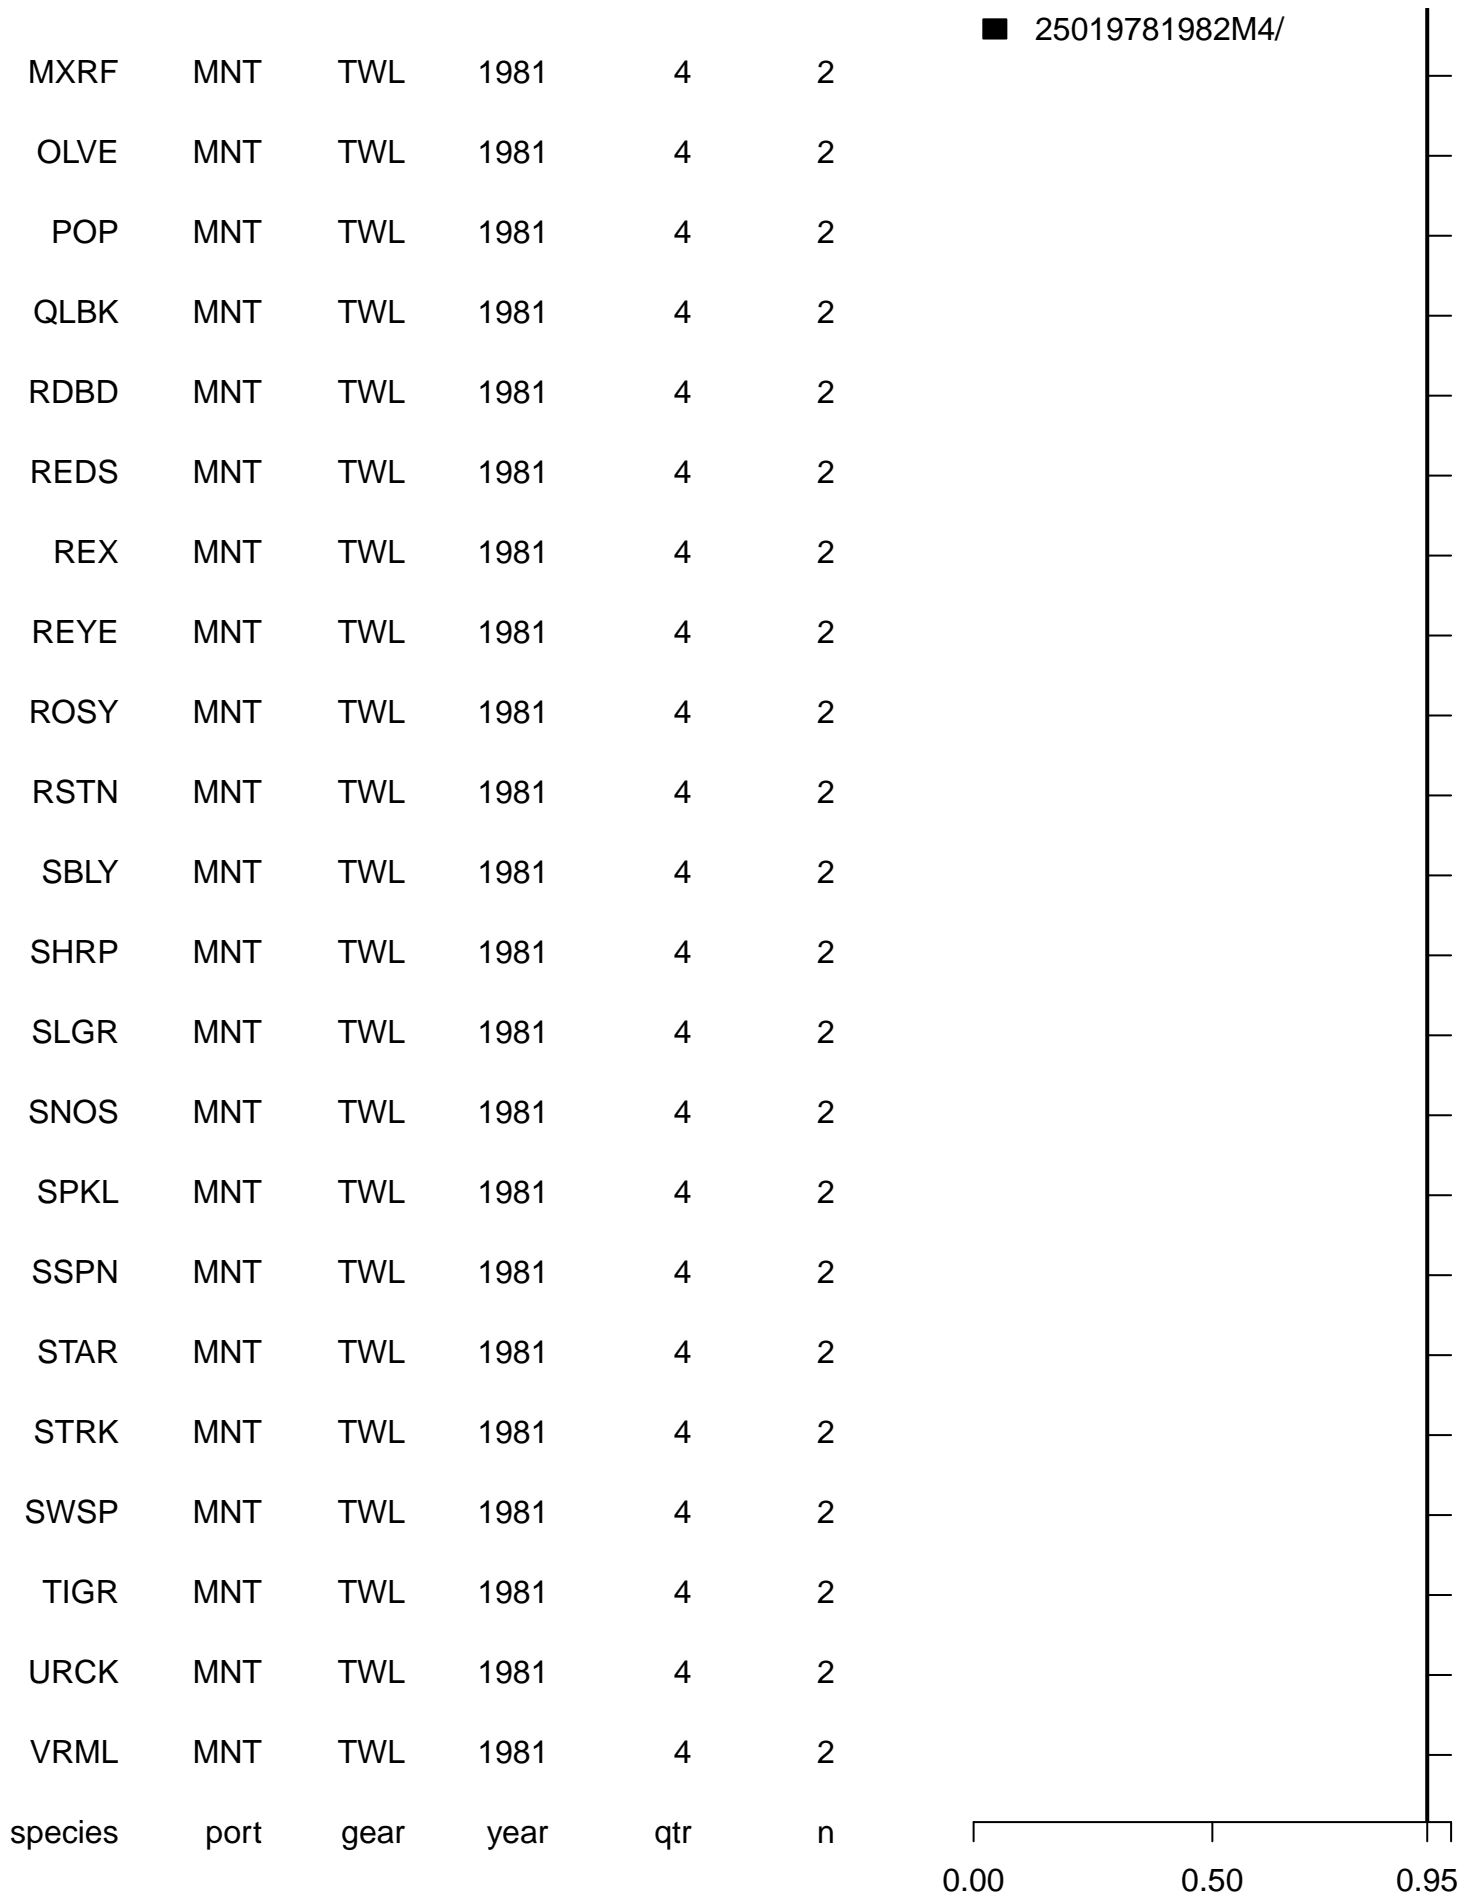 25019781982M4/
MXRF MNT TWL 1981 4 2
OLVE MNT TWL 1981 4 2
POP MNT TWL 1981 4 2
QLBK MNT TWL 1981 4 2
RDBD MNT TWL 1981 4 2
REDS MNT TWL 1981 4 2
REX MNT TWL 1981 4 2
REYE MNT TWL 1981 4 2
ROSY MNT TWL 1981 4 2
RSTN MNT TWL 1981 4 2
SBLY MNT TWL 1981 4 2
SHRP MNT TWL 1981 4 2
SLGR MNT TWL 1981 4 2
SNOS MNT TWL 1981 4 2
SPKL MNT TWL 1981 4 2
SSPN MNT TWL 1981 4 2
STAR MNT TWL 1981 4 2
STRK MNT TWL 1981 4 2
SWSP MNT TWL 1981 4 2
TIGR MNT TWL 1981 4 2
URCK MNT TWL 1981 4 2
VRML MNT TWL 1981 4 2
species port gear year qtr n
0.00 0.50 0.95